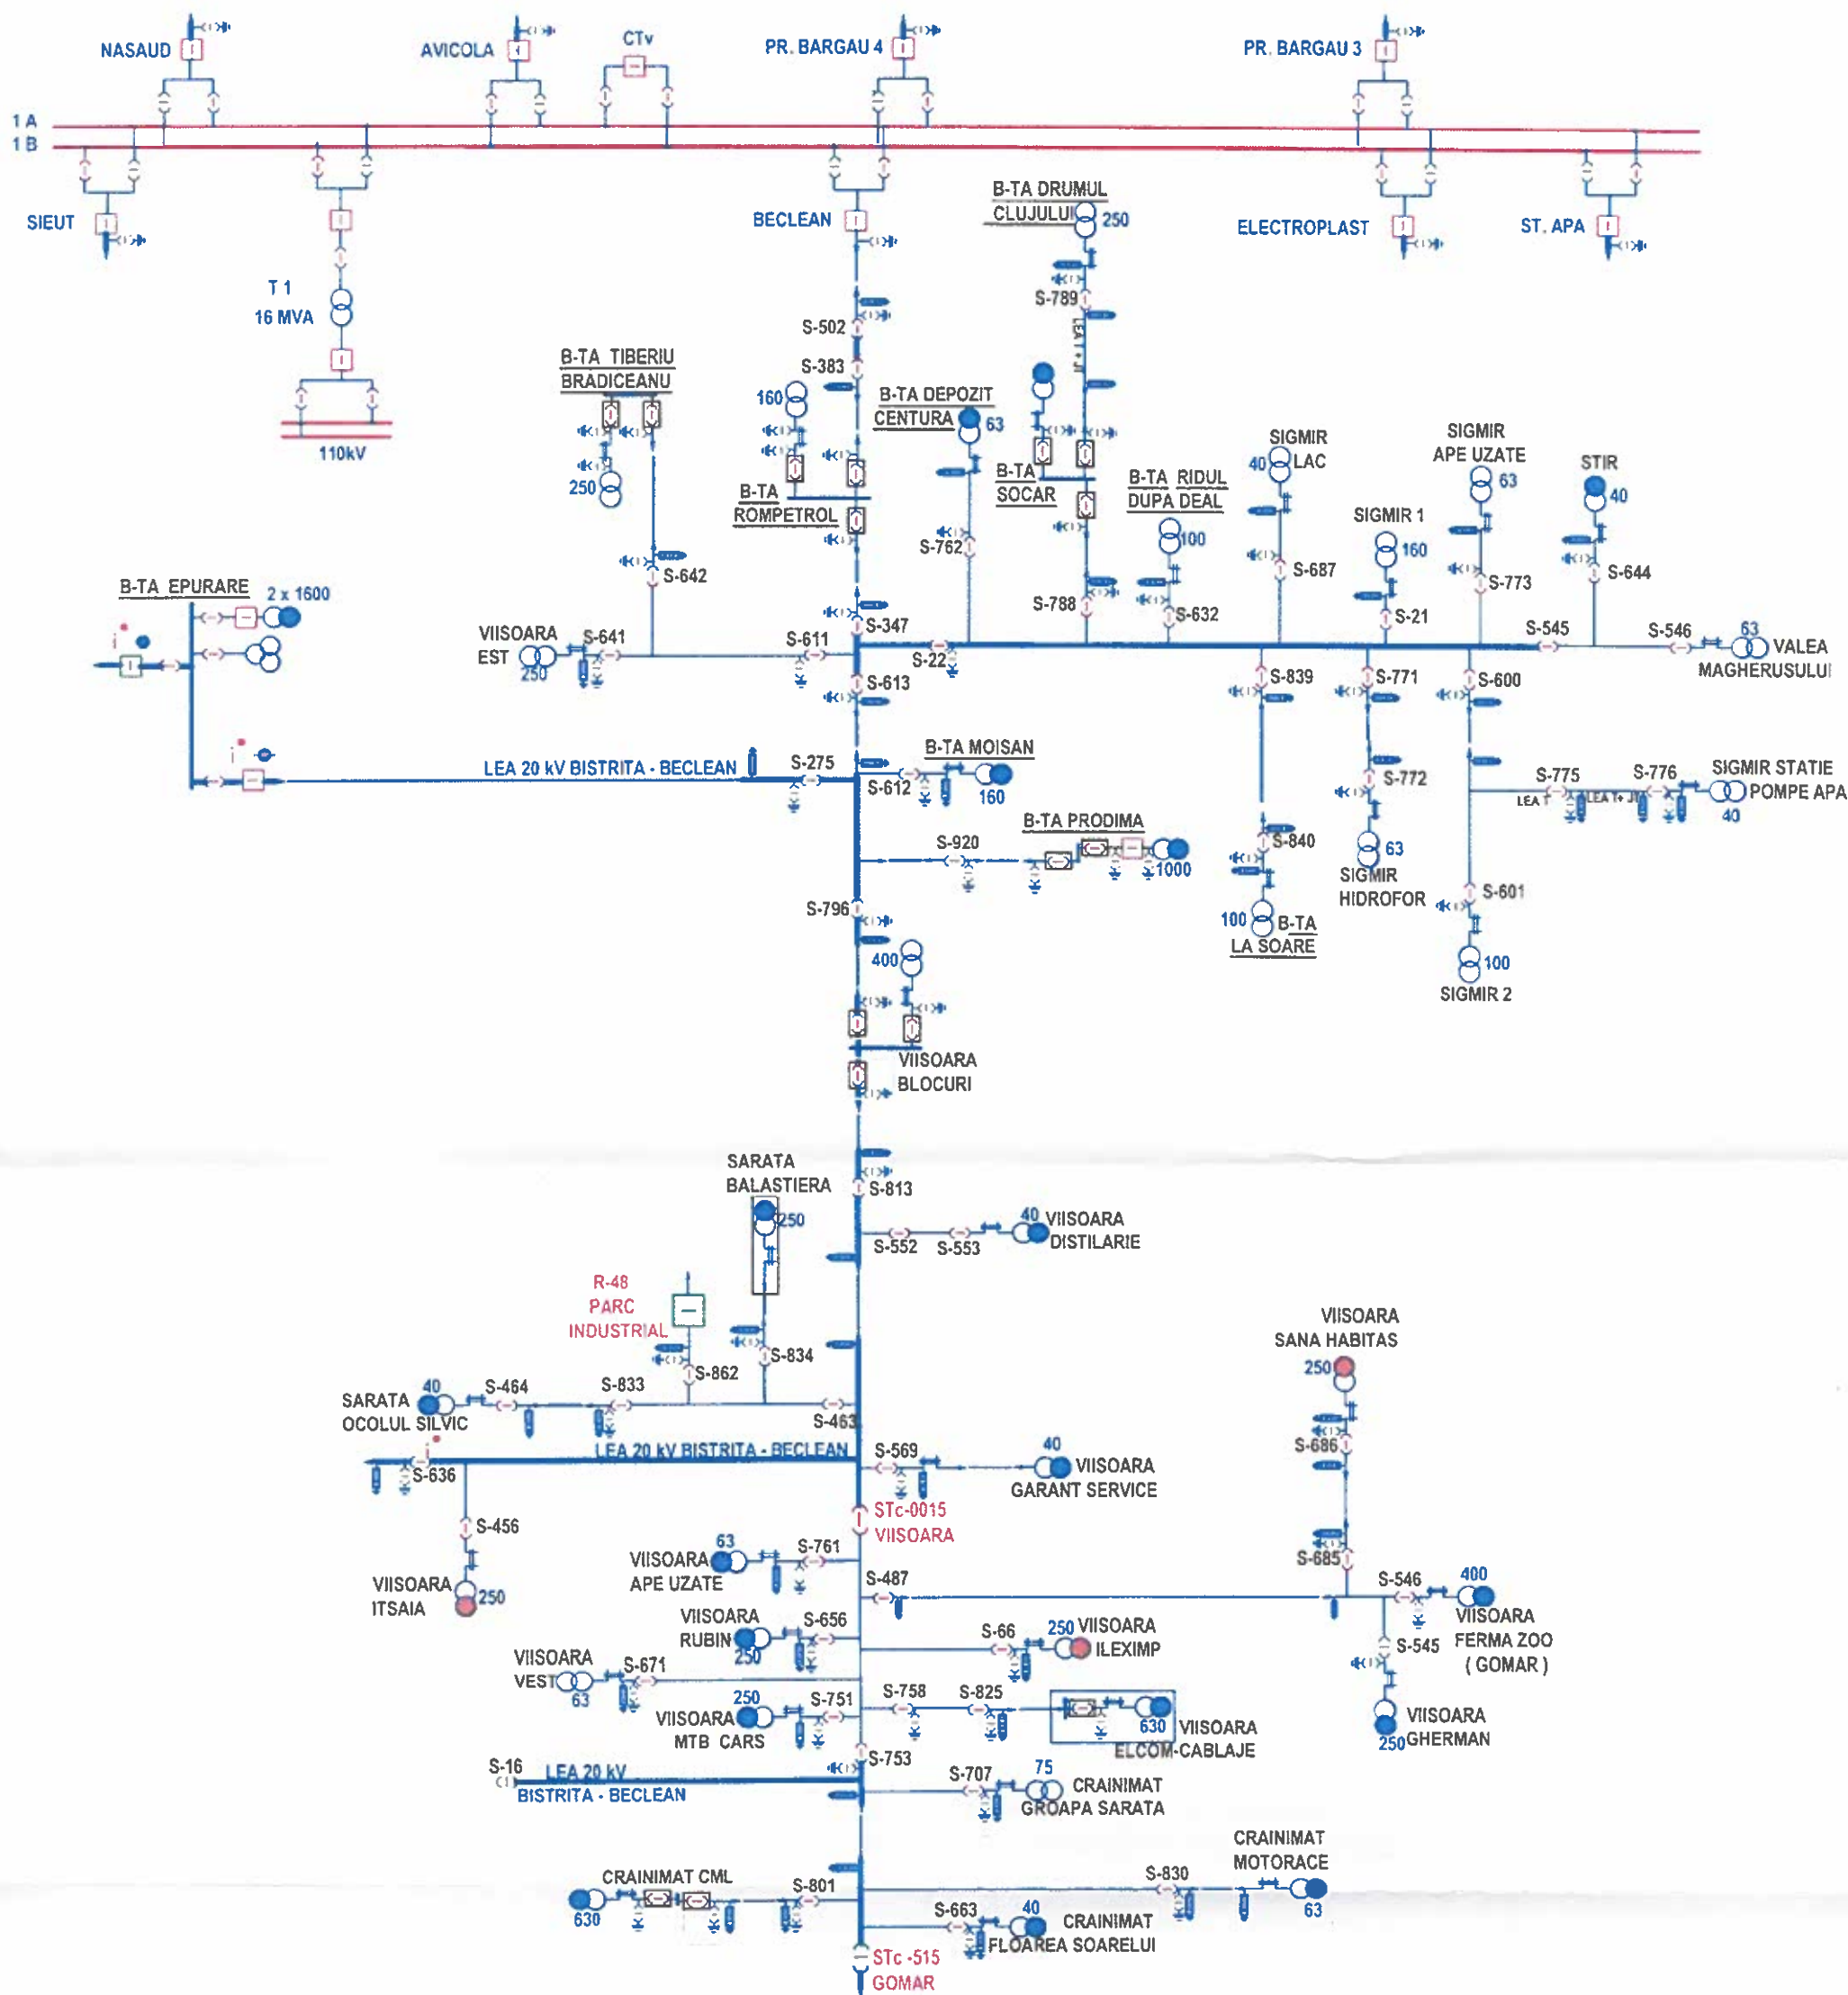 NASAUD
AVICOLA
CTv
PR. BARGAU 4
PR. BARGAU 3
1 A
1 B
SIEUT
T 1
16 MVA
110kV
BECLEAN
B-TA DRUMUL
CLUJULUI
250
ELECTROPLAST
ST. APA
S-789
LEA T + JT
S-502
S-383
B-TA TIBERIU
BRADICEANU
250
S-642
160
B-TA
ROMPETROL
B-TA DEPOZIT
CENTURA
63
S-762
B-TA
SOCAR
S-788
B-TA RIDUL
DUPA DEAL
100
S-632
SIGMIR
LAC
40
S-687
SIGMIR 1
160
S-21
SIGMIR
APE UZATE
63
S-773
STIR
40
S-644
B-TA EPURARE
2 x 1600
VIISOARA
EST
250
S-641
S-611
S-347
S-22
S-613
S-545
S-546
63
VALEA
MAGHERUSULUI
S-839
S-771
S-600
LEA 20 kV BISTRITA - BECLEAN
S-275
S-612
B-TA MOISAN
160
S-772
S-775
LEA T
LEA T+ JT
S-776
SIGMIR STATIE
POMPE APA
40
B-TA PRODIMA
S-920
1000
S-840
63
SIGMIR
HIDROFOR
S-601
S-796
100
B-TA
LA SOARE
100
SIGMIR 2
400
VIISOARA
BLOCURI
SARATA
BALASTIERA
250
S-813
S-552
S-553
40
VIISOARA
DISTILARIE
R-48
PARC
INDUSTRIAL
S-862
S-834
VIISOARA
SANA HABITAS
250
SARATA
OCOLUL SILVIC
40
S-464
S-833
S-463
S-686
LEA 20 kV BISTRITA - BECLEAN
S-636
S-569
40
VIISOARA
GARANT SERVICE
S-456
STc-0015
VIISOARA
VIISOARA
ITSAIA
250
VIISOARA
APE UZATE
63
S-761
S-487
S-685
S-546
400
VIISOARA
FERMA ZOO
( GOMAR )
VIISOARA
RUBIN
250
S-656
S-66
250
VIISOARA
ILEXIMP
S-545
VIISOARA
VEST
63
S-671
VIISOARA
MTB CARS
250
S-751
S-758
S-825
630
VIISOARA
ELCOM-CABLAJE
VIISOARA
GHERMAN
250
S-753
S-16
LEA 20 kV
BISTRITA - BECLEAN
S-707
75
CRAINIMAT
GROAPA SARATA
CRAINIMAT CML
630
S-801
S-830
CRAINIMAT
MOTORACE
63
S-663
40
CRAINIMAT
FLOAREA SOARELUI
STc -515
GOMAR